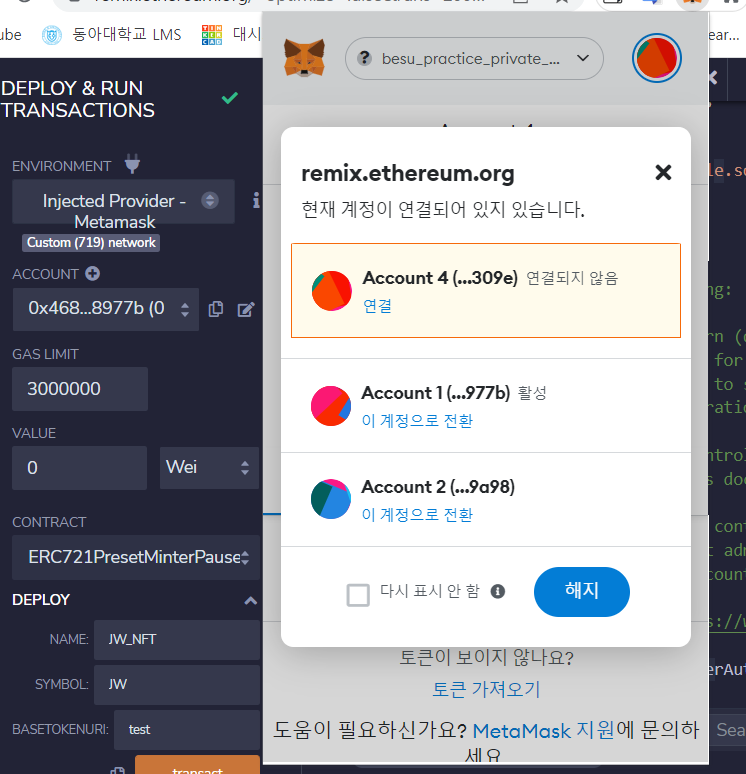 ube 동아대학교 LMS 대시
DEPLOY & RUN
TRANSACTIONS
ENVIRONMENT
Injected Provider -
Metamask
Custom (719) network
ACCOUNT
0x468...8977b (0
GAS LIMIT
3000000
VALUE
0
Wei
CONTRACT
ERC721PresetMinterPause
DEPLOY
NAME: JW_NFT
SYMBOL: JW
BASETOKENURI: test
transact
besu_practice_private_...
remix.ethereum.org
현재 계정이 연결되어 있지 있습니다.
Account 4 (...309e) 연결되지 않음
연결
Account 1 (...977b) 활성
이 계정으로 전환
Account 2 (...9a98)
이 계정으로 전환
다시 표시 안 함
해지
토큰이 보이지 않나요?
토큰 가져오기
도움이 필요하신가요? MetaMask 지원에 문의하
세요
ear...
le.so
ng:
rn (
for
to s
ratio
ntrol
s doe
cont
t adm
count
s://w
erAut
Sea